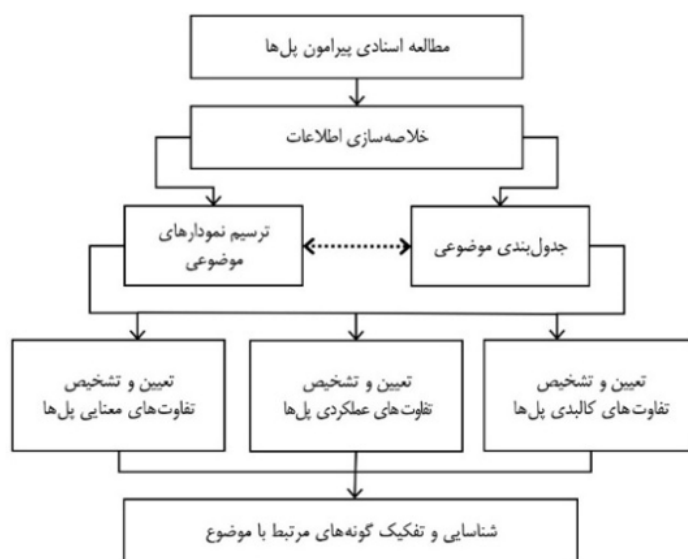 مطالعه اسنادی پیرامون پل‌ها
خلاصه‌سازی اطلاعات
جدول‌بندی موضوعی
ترسیم نمودارهای
موضوعی
تعیین و تشخیص
تفاوت‌های کالبدی پل‌ها
تعیین و تشخیص
تفاوت‌های عملکردی پل‌ها
تعیین و تشخیص
تفاوت‌های معنایی پل‌ها
شناسایی و تفکیک گونه‌های مرتبط با موضوع